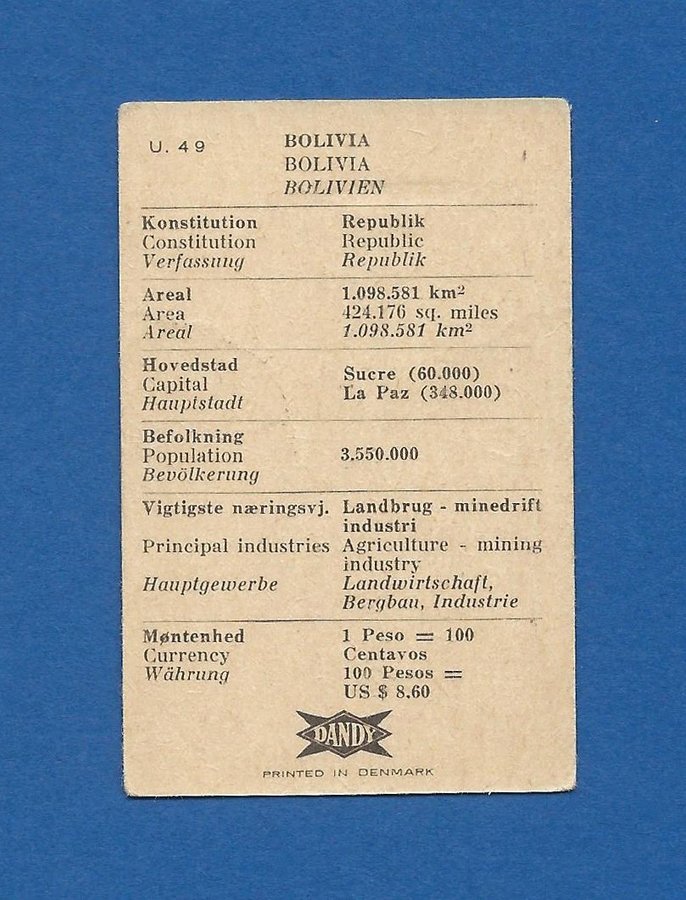 U. 49
BOLIVIA
BOLIVIA
BOLIVIEN
Konstitution Republik
Constitution Republic
Verfassung Republik
Areal 1.098.581 km²
Area 424.176 sq. miles
Areal 1.098.581 km²
Hovedstad
Capital
Hauptstadt
Sucre (60.000)
La Paz (348.000)
Befolkning
Population 3.550.000
Bevölkerung
Vigtigste næringsvj. Landbrug - minedrift
industri
Principal industries Agriculture - mining
industry
Hauptgewerbe Landwirtschaft,
Bergbau, Industrie
Møntenhed 1 Peso = 100
Currency Centavos
Währung 100 Pesos =
US $ 8.60
DANDY
PRINTED IN DENMARK